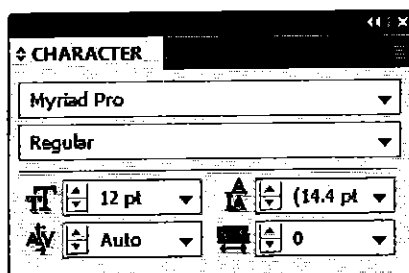 CHARACTER
Myriad Pro
Regular
12 pt (14.4 pt
Auto 0